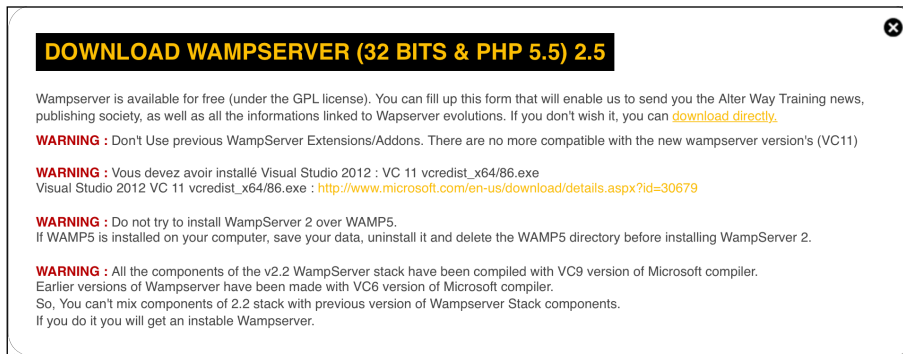 DOWNLOAD WAMPSERVER (32 BITS & PHP 5.5) 2.5
Wampserver is available for free (under the GPL license). You can fill up this form that will enable us to send you the Alter Way Training news,
publishing society, as well as all the informations linked to Wapserver evolutions. If you don't wish it, you can download directly.
WARNING : Don't Use previous WampServer Extensions/Addons. There are no more compatible with the new wampserver version's (VC11)
WARNING : Vous devez avoir installé Visual Studio 2012 : VC 11 vcredist_x64/86.exe
Visual Studio 2012 VC 11 vcredist_x64/86.exe : http://www.microsoft.com/en-us/download/details.aspx?id=30679
WARNING : Do not try to install WampServer 2 over WAMP5.
If WAMP5 is installed on your computer, save your data, uninstall it and delete the WAMP5 directory before installing WampServer 2.
WARNING : All the components of the v2.2 WampServer stack have been compiled with VC9 version of Microsoft compiler.
Earlier versions of Wampserver have been made with VC6 version of Microsoft compiler.
So, You can't mix components of 2.2 stack with previous version of Wampserver Stack components.
If you do it you will get an instable Wampserver.